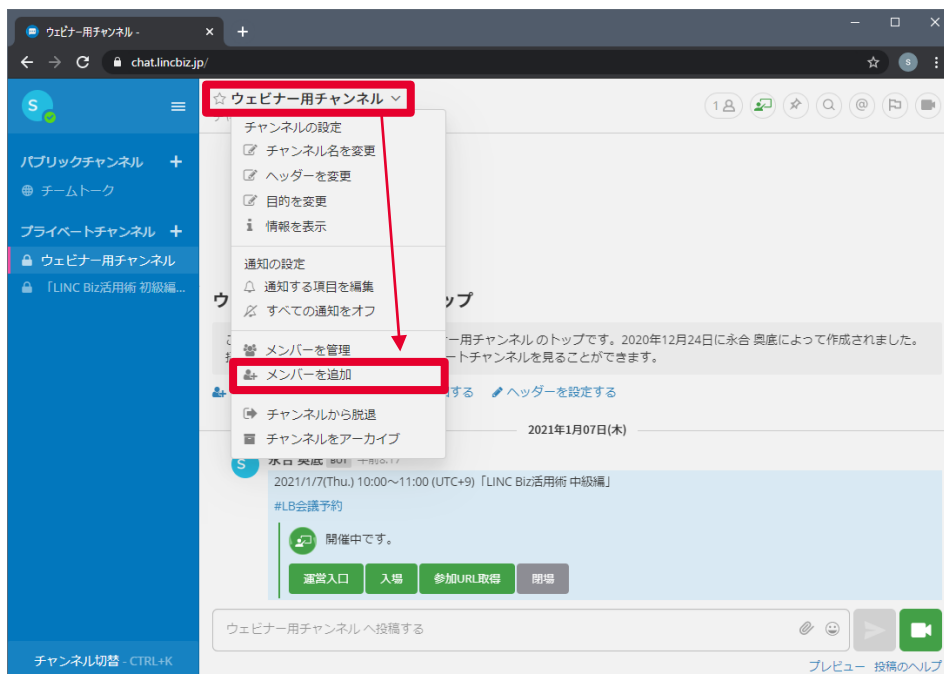 ウェビナー用チャンネル -
chat.lincbiz.jp/
S
S
ウェビナー用チャンネル
1
パブリックチャンネル
チームトーク
プライベートチャンネル
ウェビナー用チャンネル
「LINC Biz活用術 初級編...
チャンネル切替 - CTRL+K
チャンネルの設定
チャンネル名を変更
ヘッダーを変更
目的を変更
情報を表示
通知の設定
通知する項目を編集
すべての通知をオフ
メンバーを管理
メンバーを追加
チャンネルから脱退
チャンネルをアーカイブ
ウ ップ
ー用チャンネル のトップです。2020年12月24日に永合 奥底によって作成されました。
ートチャンネルを見ることができます。
する ヘッダーを設定する
2021年1月07日(木)
S 永合 奥底 BOT 午前8:17
2021/1/7(Thu.) 10:00～11:00 (UTC+9)「LINC Biz活用術 中級編」
#LB会議予約
開催中です。
運営入口 入場 参加URL取得 閉場
ウェビナー用チャンネル へ投稿する
プレビュー 投稿のヘルプ